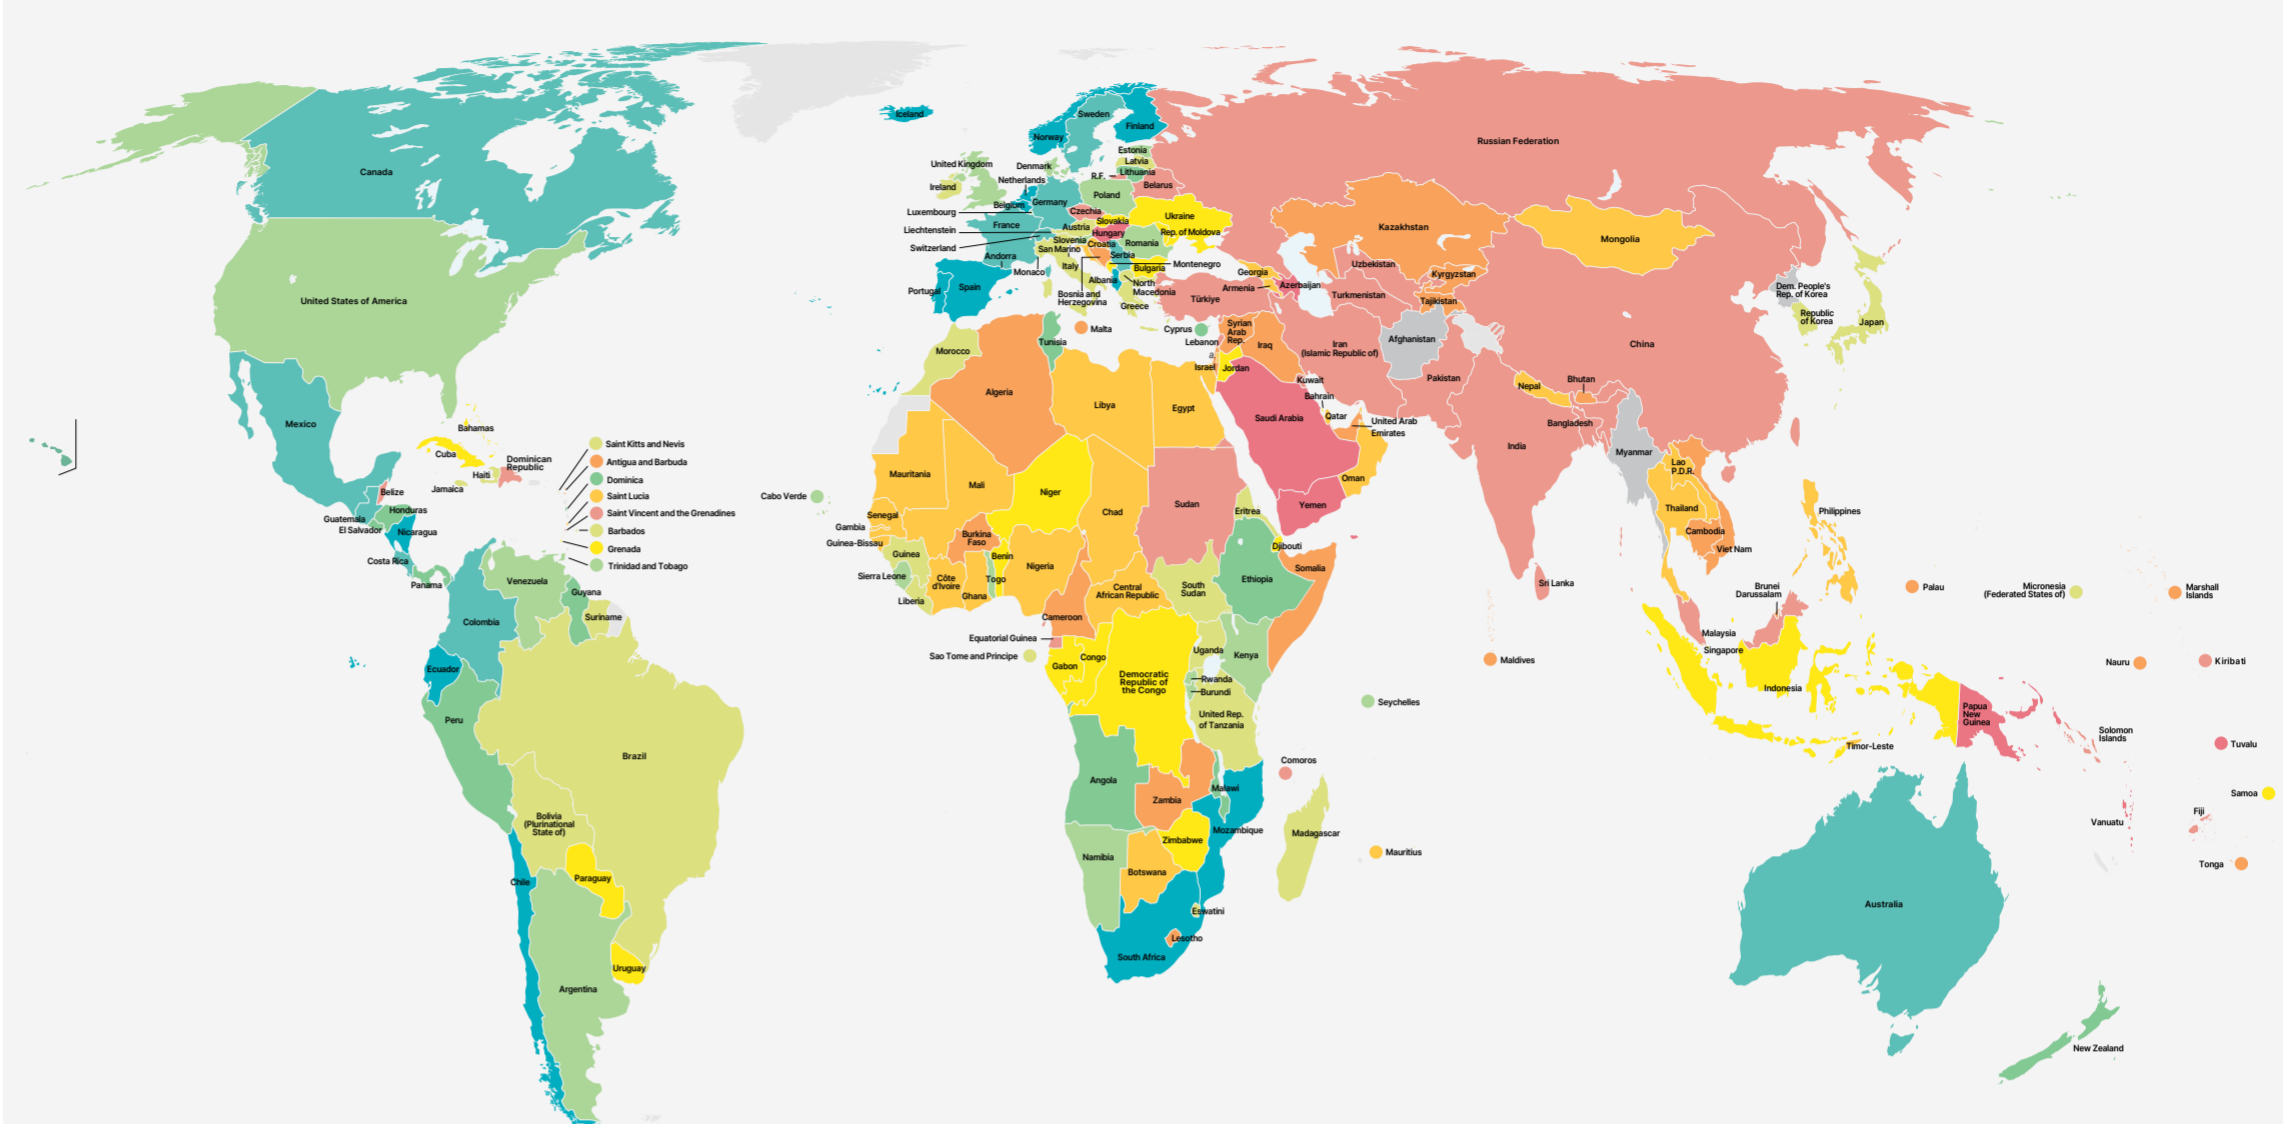 Canada
United States of America
Mexico
Bahamas
Cuba
Dominican
Republic
Haiti
Jamaica
Belize
Honduras
Guatemala
El Salvador
Nicaragua
Costa Rica
Panama
Saint Kitts and Nevis
Antigua and Barbuda
Dominica
Saint Lucia
Saint Vincent and the Grenadines
Barbados
Grenada
Trinidad and Tobago
Venezuela
Guyana
Suriname
Colombia
Ecuador
Peru
Brazil
Bolivia
(Plurinational
State of)
Paraguay
Chile
Uruguay
Argentina
Iceland
Sweden
Norway
Finland
Estonia
Latvia
Lithuania
R.F.
United Kingdom
Denmark
Ireland
Netherlands
Belarus
Poland
Belgium
Germany
Luxembourg
Czechia
Ukraine
Slovakia
France
Liechtenstein
Austria
Hungary
Rep. of Moldova
Slovenia
Croatia
Romania
Switzerland
San Marino
Serbia
Andorra
Italy
Bulgaria
Montenegro
Monaco
Albania
North
Macedonia
Portugal
Spain
Bosnia and
Herzegovina
Greece
Türkiye
Georgia
Armenia
Azerbaijan
Russian Federation
Kazakhstan
Mongolia
Uzbekistan
Kyrgyzstan
Turkmenistan
Tajikistan
Dem. People's
Rep. of Korea
Republic
of Korea
Japan
China
Afghanistan
Iran
(Islamic Republic of)
Pakistan
Nepal
Bhutan
Bangladesh
India
Myanmar
Sri Lanka
Maldives
Malta
Cyprus
Syrian
Arab
Rep.
Lebanon
a.
Israel
Jordan
Iraq
Kuwait
Bahrain
Qatar
United Arab
Emirates
Saudi Arabia
Oman
Yemen
Morocco
Tunisia
Algeria
Libya
Egypt
Cabo Verde
Mauritania
Mali
Niger
Chad
Sudan
Eritrea
Djibouti
Senegal
Gambia
Guinea-Bissau
Guinea
Sierra Leone
Liberia
Côte
d'Ivoire
Burkina
Faso
Ghana
Togo
Benin
Nigeria
Cameroon
Central
African Republic
South
Sudan
Ethiopia
Somalia
Equatorial Guinea
Sao Tome and Principe
Gabon
Congo
Democratic
Republic of
the Congo
Uganda
Kenya
Rwanda
Burundi
United Rep.
of Tanzania
Seychelles
Comoros
Angola
Zambia
Malawi
Mozambique
Zimbabwe
Namibia
Botswana
Madagascar
Mauritius
Eswatini
Lesotho
South Africa
Lao
P.D.R.
Thailand
Cambodia
Viet Nam
Philippines
Brunei
Darussalam
Malaysia
Singapore
Indonesia
Timor-Leste
Palau
Micronesia
(Federated States of)
Marshall
Islands
Nauru
Kiribati
Papua
New
Guinea
Solomon
Islands
Tuvalu
Samoa
Vanuatu
Fiji
Tonga
Australia
New Zealand